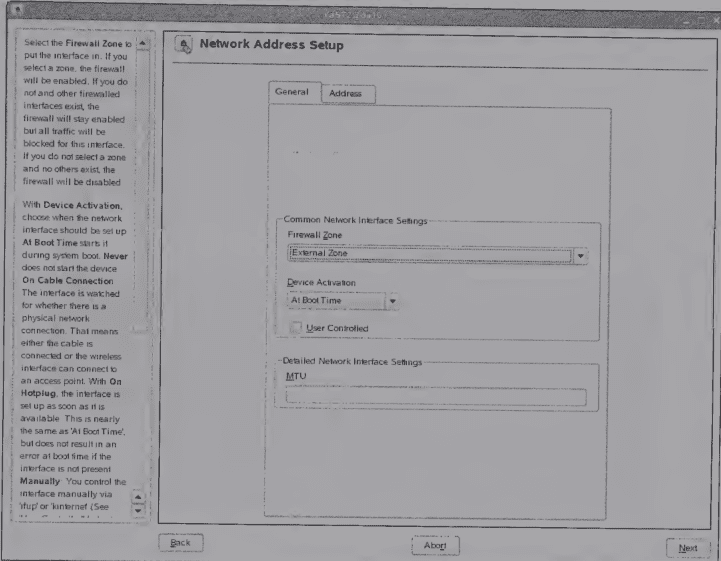 Network Address Setup
Select the Firewall Zone to
put the interface in. If you
select a zone, the firewall
will be enabled. If you do
not and other firewalled
interfaces exist, the
firewall will stay enabled
but all traffic will be
blocked for this interface.
If you do not select a zone
and no others exist, the
firewall will be disabled
With Device Activation,
choose when the network
interface should be set up
At Boot Time starts it
during system boot. Never
does not start the device
On Cable Connection
The interface is watched
for whether there is a
physical network
connection. That means
either the cable is
connected or the wireless
interface can connect to
an access point. With On
Hotplug, the interface is
set up as soon as it is
available. This is nearly
the same as 'At Boot Time',
but does not result in an
error at boot time if the
interface is not present
Manually You control the
interface manually via
'ifup' or 'kinternet' (See
General
Address
Common Network Interface Settings
Firewall Zone
External Zone
Device Activation
At Boot Time
User Controlled
Detailed Network Interface Settings
MTU
Back
Abort
Next